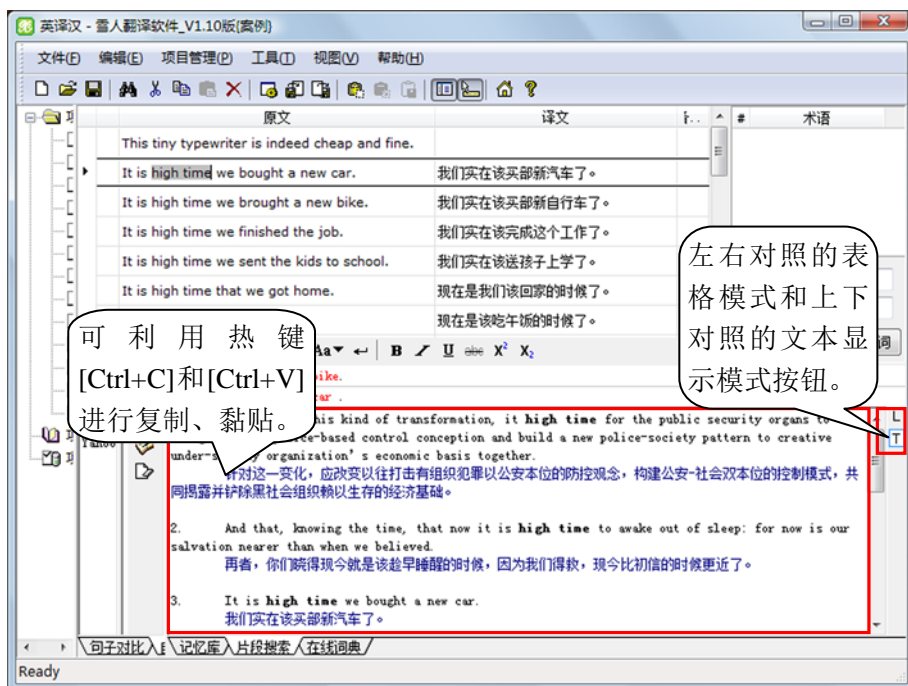 英译汉 - 雪人翻译软件_V1.10版{案例}
文件(F) 编辑(E) 项目管理(P) 工具(T) 视图(V) 帮助(H)
原文 译文 # 术语
This tiny typewriter is indeed cheap and fine.
It is high time we bought a new car. 我们实在该买部新汽车了。
It is high time we brought a new bike. 我们实在该买部新自行车了。
It is high time we finished the job. 我们实在该完成这个工作了。
It is high time we sent the kids to school. 我们实在该送孩子上学了。
It is high time that we got home. 现在是我们该回家的时候了。
现在是该吃午饭的时候了。
左右对照的表
格模式和上下
对照的文本显
示模式按钮。
可利用热键
[Ctrl+C]和[Ctrl+V]
进行复制、黏贴。
Aa B I U abc X² X₂
词
bike.
car .
his kind of transformation, it high time for the public security organs to
-based control conception and build a new police-society pattern to creative
under- organization's economic basis together.
针对这一变化，应改变以往打击有组织犯罪以公安本位的防控观念，构建公安-社会双本位的控制模式，共
同揭露并铲除黑社会组织赖以生存的经济基础。
2. And that, knowing the time, that now it is high time to awake out of sleep: for now is our
salvation nearer than when we believed.
再者，你们晓得现今就是该趁早睡醒的时候，因为我们得救，现今比初信的时候更近了。
3. It is high time we bought a new car.
我们实在该买部新汽车了。
L
T
句子对比 记忆库 片段搜索 在线词典
Ready